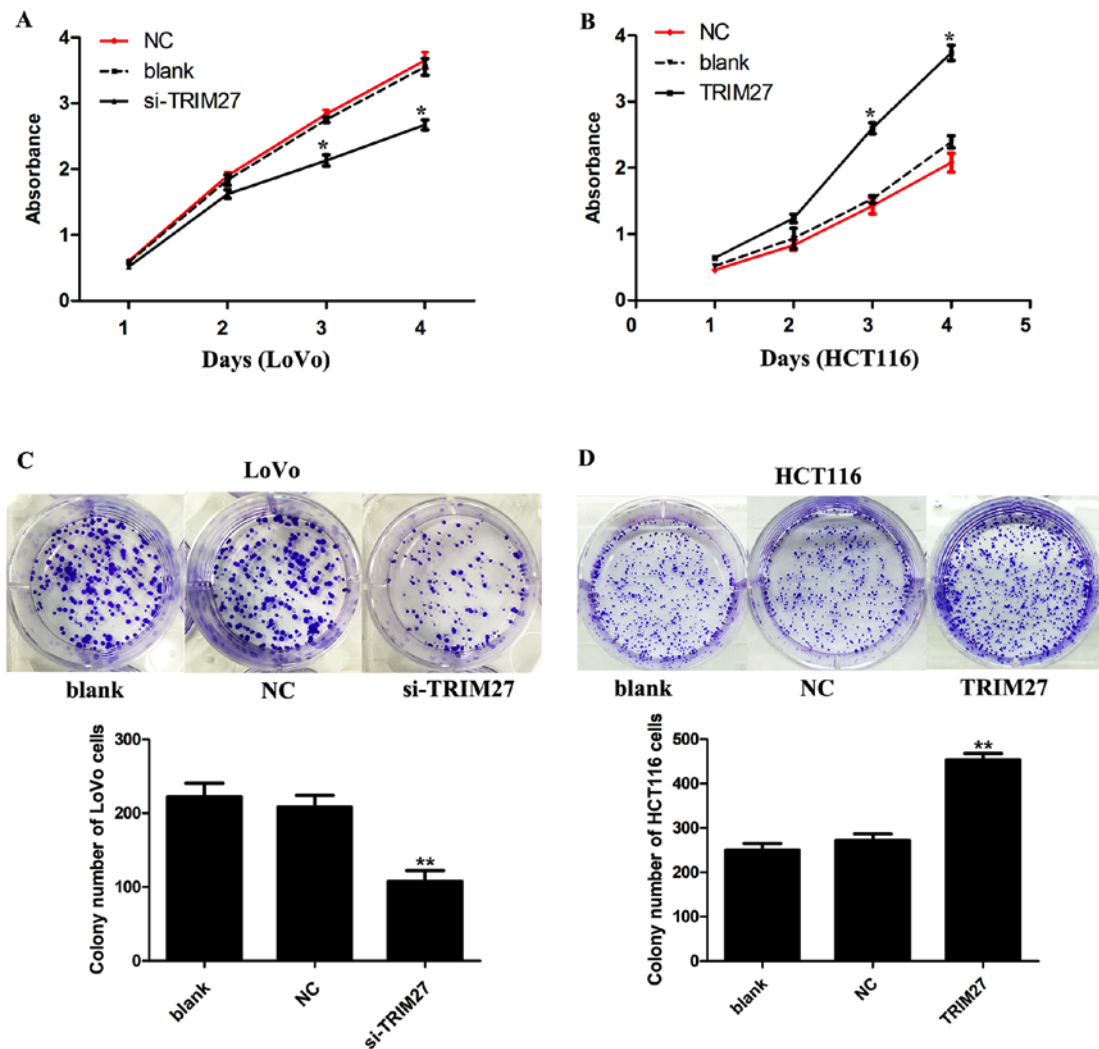 A
NC
blank
si-TRIM27
Absorbance
4
3
2
1
0
*
*
1 2 3 4
Days (LoVo)
B
NC
blank
TRIM27
Absorbance
4
3
2
1
0
*
*
0 1 2 3 4 5
Days (HCT116)
C
LoVo
blank NC si-TRIM27
Colony number of LoVo cells
300
200
100
0
**
blank
NC
si-TRIM27
D
HCT116
blank NC TRIM27
Colony number of HCT116 cells
500
400
300
200
100
0
**
blank
NC
TRIM27